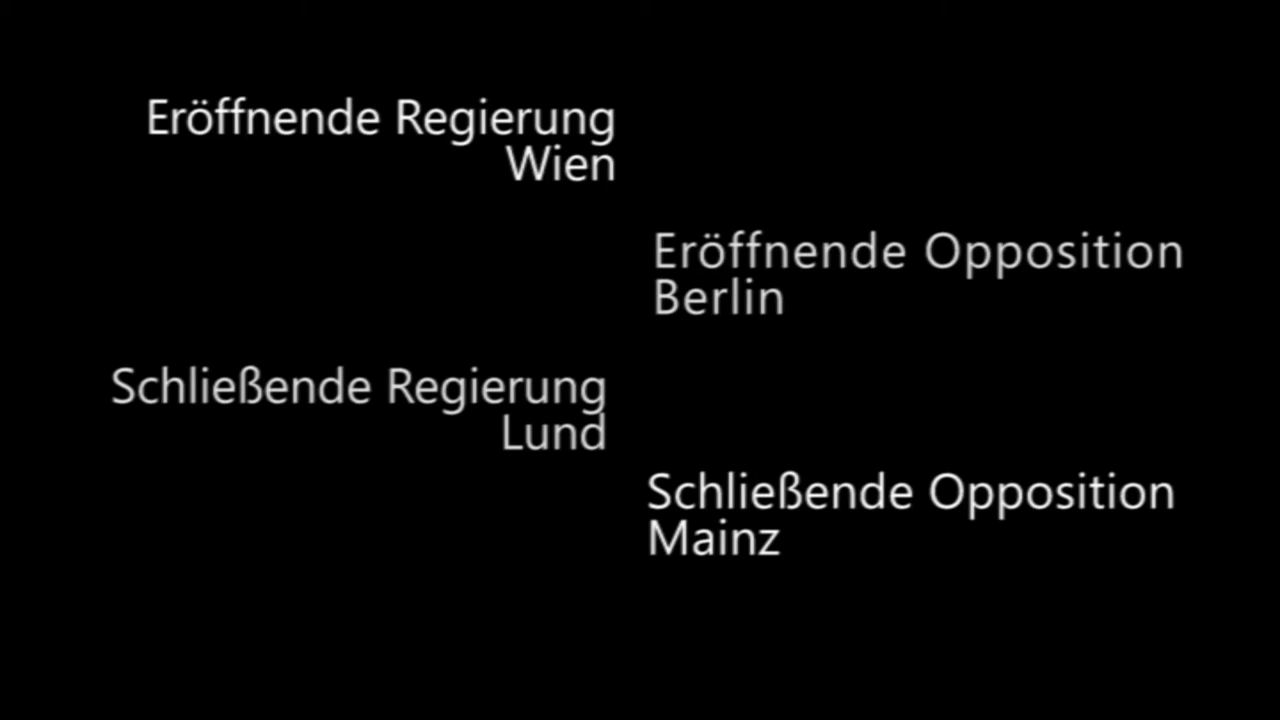 Eröffnende Regierung
Wien
Eröffnende Opposition
Berlin
Schließende Regierung
Lund
Schließende Opposition
Mainz